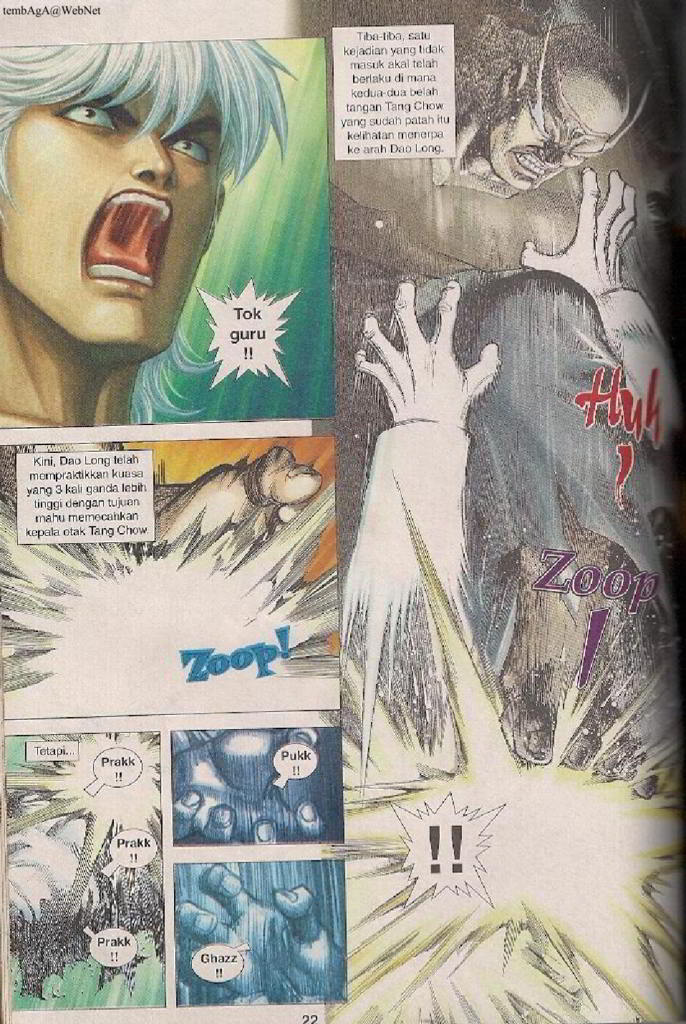 tembAgA@WebNet
Tok
guru
!!
Tiba-tiba, satu
kejadian yang tidak
masuk akal telah
berlaku di mana
kedua-dua belah
tangan Tang Chow
yang sudah patah itu
kelihatan menerpa
ke arah Dao Long.
Huh
!
Zoop
!
Kini, Dao Long telah
mempraktikkan kuasa
yang 3 kali ganda lebih
tinggi dengan tujuan
mahu memecahkan
kepala otak Tang Chow.
Zoop!
Tetapi...
Prakk
!!
Prakk
!!
Prakk
!!
Pukk
!!
Ghazz
!!
!!
22